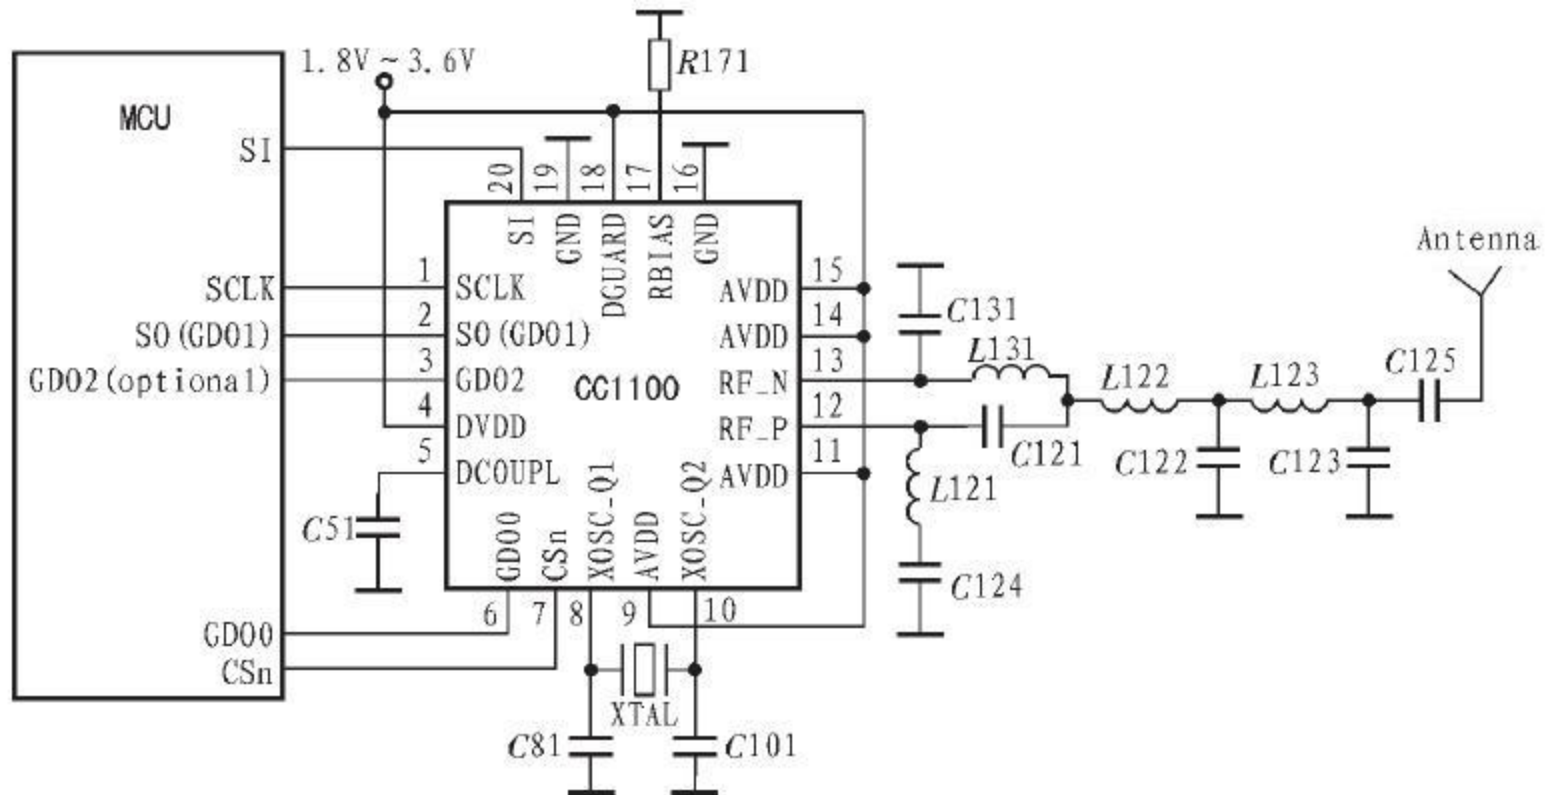 1.8V~3.6V
R171
MCU
SI
20
19
18
17
16
SI
GND
DGUARD
RBIAS
GND
Antenna
SCLK
1
SCLK
AVDD
15
C131
SO(GDO1)
2
SO(GDO1)
AVDD
14
L131
GDO2(optional)
3
GDO2
CC1100
RF_N
13
L122
L123
C125
4
DVDD
RF_P
12
C121
C122
C123
5
DCOUPL
AVDD
11
L121
C51
GDO0
CSn
XOSC_Q1
AVDD
XOSC_Q2
C124
6
7
8
9
10
GDO0
CSn
XTAL
C81
C101